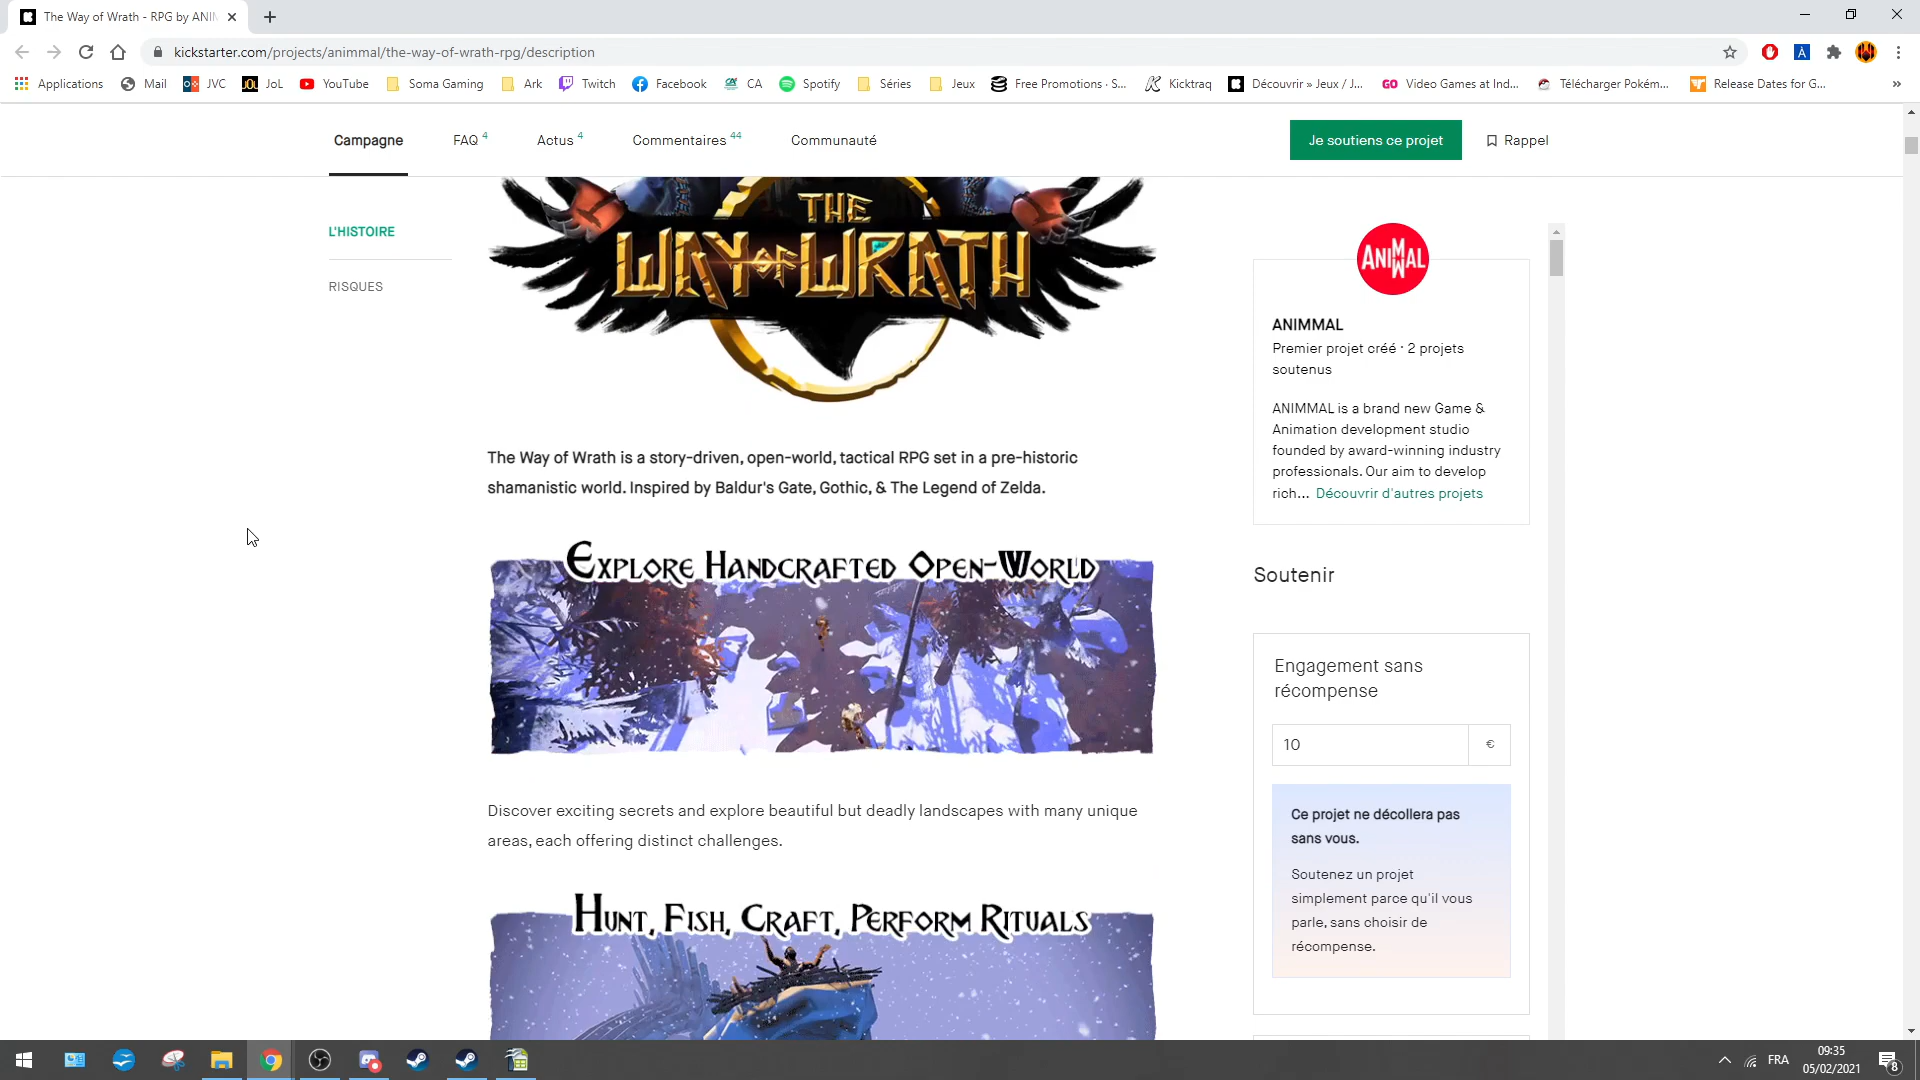 The Way of Wrath - RPG by ANIM
kickstarter.com/projects/animmal/the-way-of-wrath-rpg/description
Applications Mail JVC JoL YouTube Soma Gaming Ark Twitch Facebook CA Spotify Séries Jeux Free Promotions · S... Kicktraq Découvrir » Jeux / J... Video Games at Ind... Télécharger Pokém... Release Dates for G... »
Campagne FAQ 4 Actus 4 Commentaires 44 Communauté Je soutiens ce projet Rappel
L'HISTOIRE
RISQUES
THE
WAY OF WRATH
The Way of Wrath is a story-driven, open-world, tactical RPG set in a pre-historic
shamanistic world. Inspired by Baldur's Gate, Gothic, & The Legend of Zelda.
Explore Handcrafted Open-World
Discover exciting secrets and explore beautiful but deadly landscapes with many unique
areas, each offering distinct challenges.
Hunt, Fish, Craft, Perform Rituals
ANIMMAL
ANIMMAL
Premier projet créé · 2 projets
soutenus
ANIMMAL is a brand new Game &
Animation development studio
founded by award-winning industry
professionals. Our aim to develop
rich... Découvrir d'autres projets
Soutenir
Engagement sans
récompense
10 €
Ce projet ne décollera pas
sans vous.
Soutenez un projet
simplement parce qu'il vous
parle, sans choisir de
récompense.
FRA
09:35
05/02/2021
8